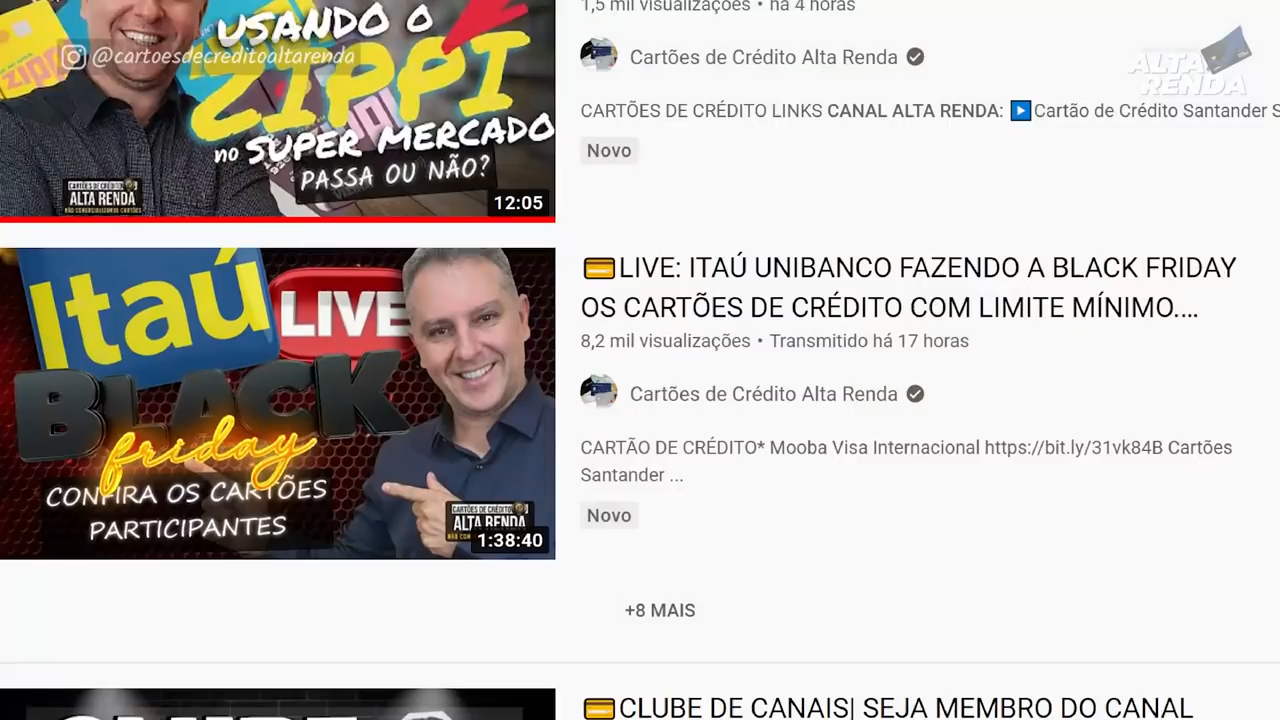 USANDO O
@cartoesdecreditoaltarenda
ZIPPI
no SUPER MERCADO
PASSA OU NÃO?
CARTÕES DE CRÉDITO
ALTA RENDA
NÃO COMERCIALIZAMOS CARTÕES
12:05
1,5 mil visualizações • há 4 horas
Cartões de Crédito Alta Renda
ALTA
RENDA
CARTÕES DE CRÉDITO LINKS CANAL ALTA RENDA: Cartão de Crédito Santander S
Novo
Itaú
LIVE
BLACK
friday
CONFIRA OS CARTÕES
PARTICIPANTES
CARTÕES DE CRÉDITO
ALTA RENDA
1:38:40
LIVE: ITAÚ UNIBANCO FAZENDO A BLACK FRIDAY
OS CARTÕES DE CRÉDITO COM LIMITE MÍNIMO.…
8,2 mil visualizações • Transmitido há 17 horas
Cartões de Crédito Alta Renda
CARTÃO DE CRÉDITO* Mooba Visa Internacional https://bit.ly/31vk84B Cartões
Santander ...
Novo
+8 MAIS
CLUBE DE CANAIS| SEJA MEMBRO DO CANAL